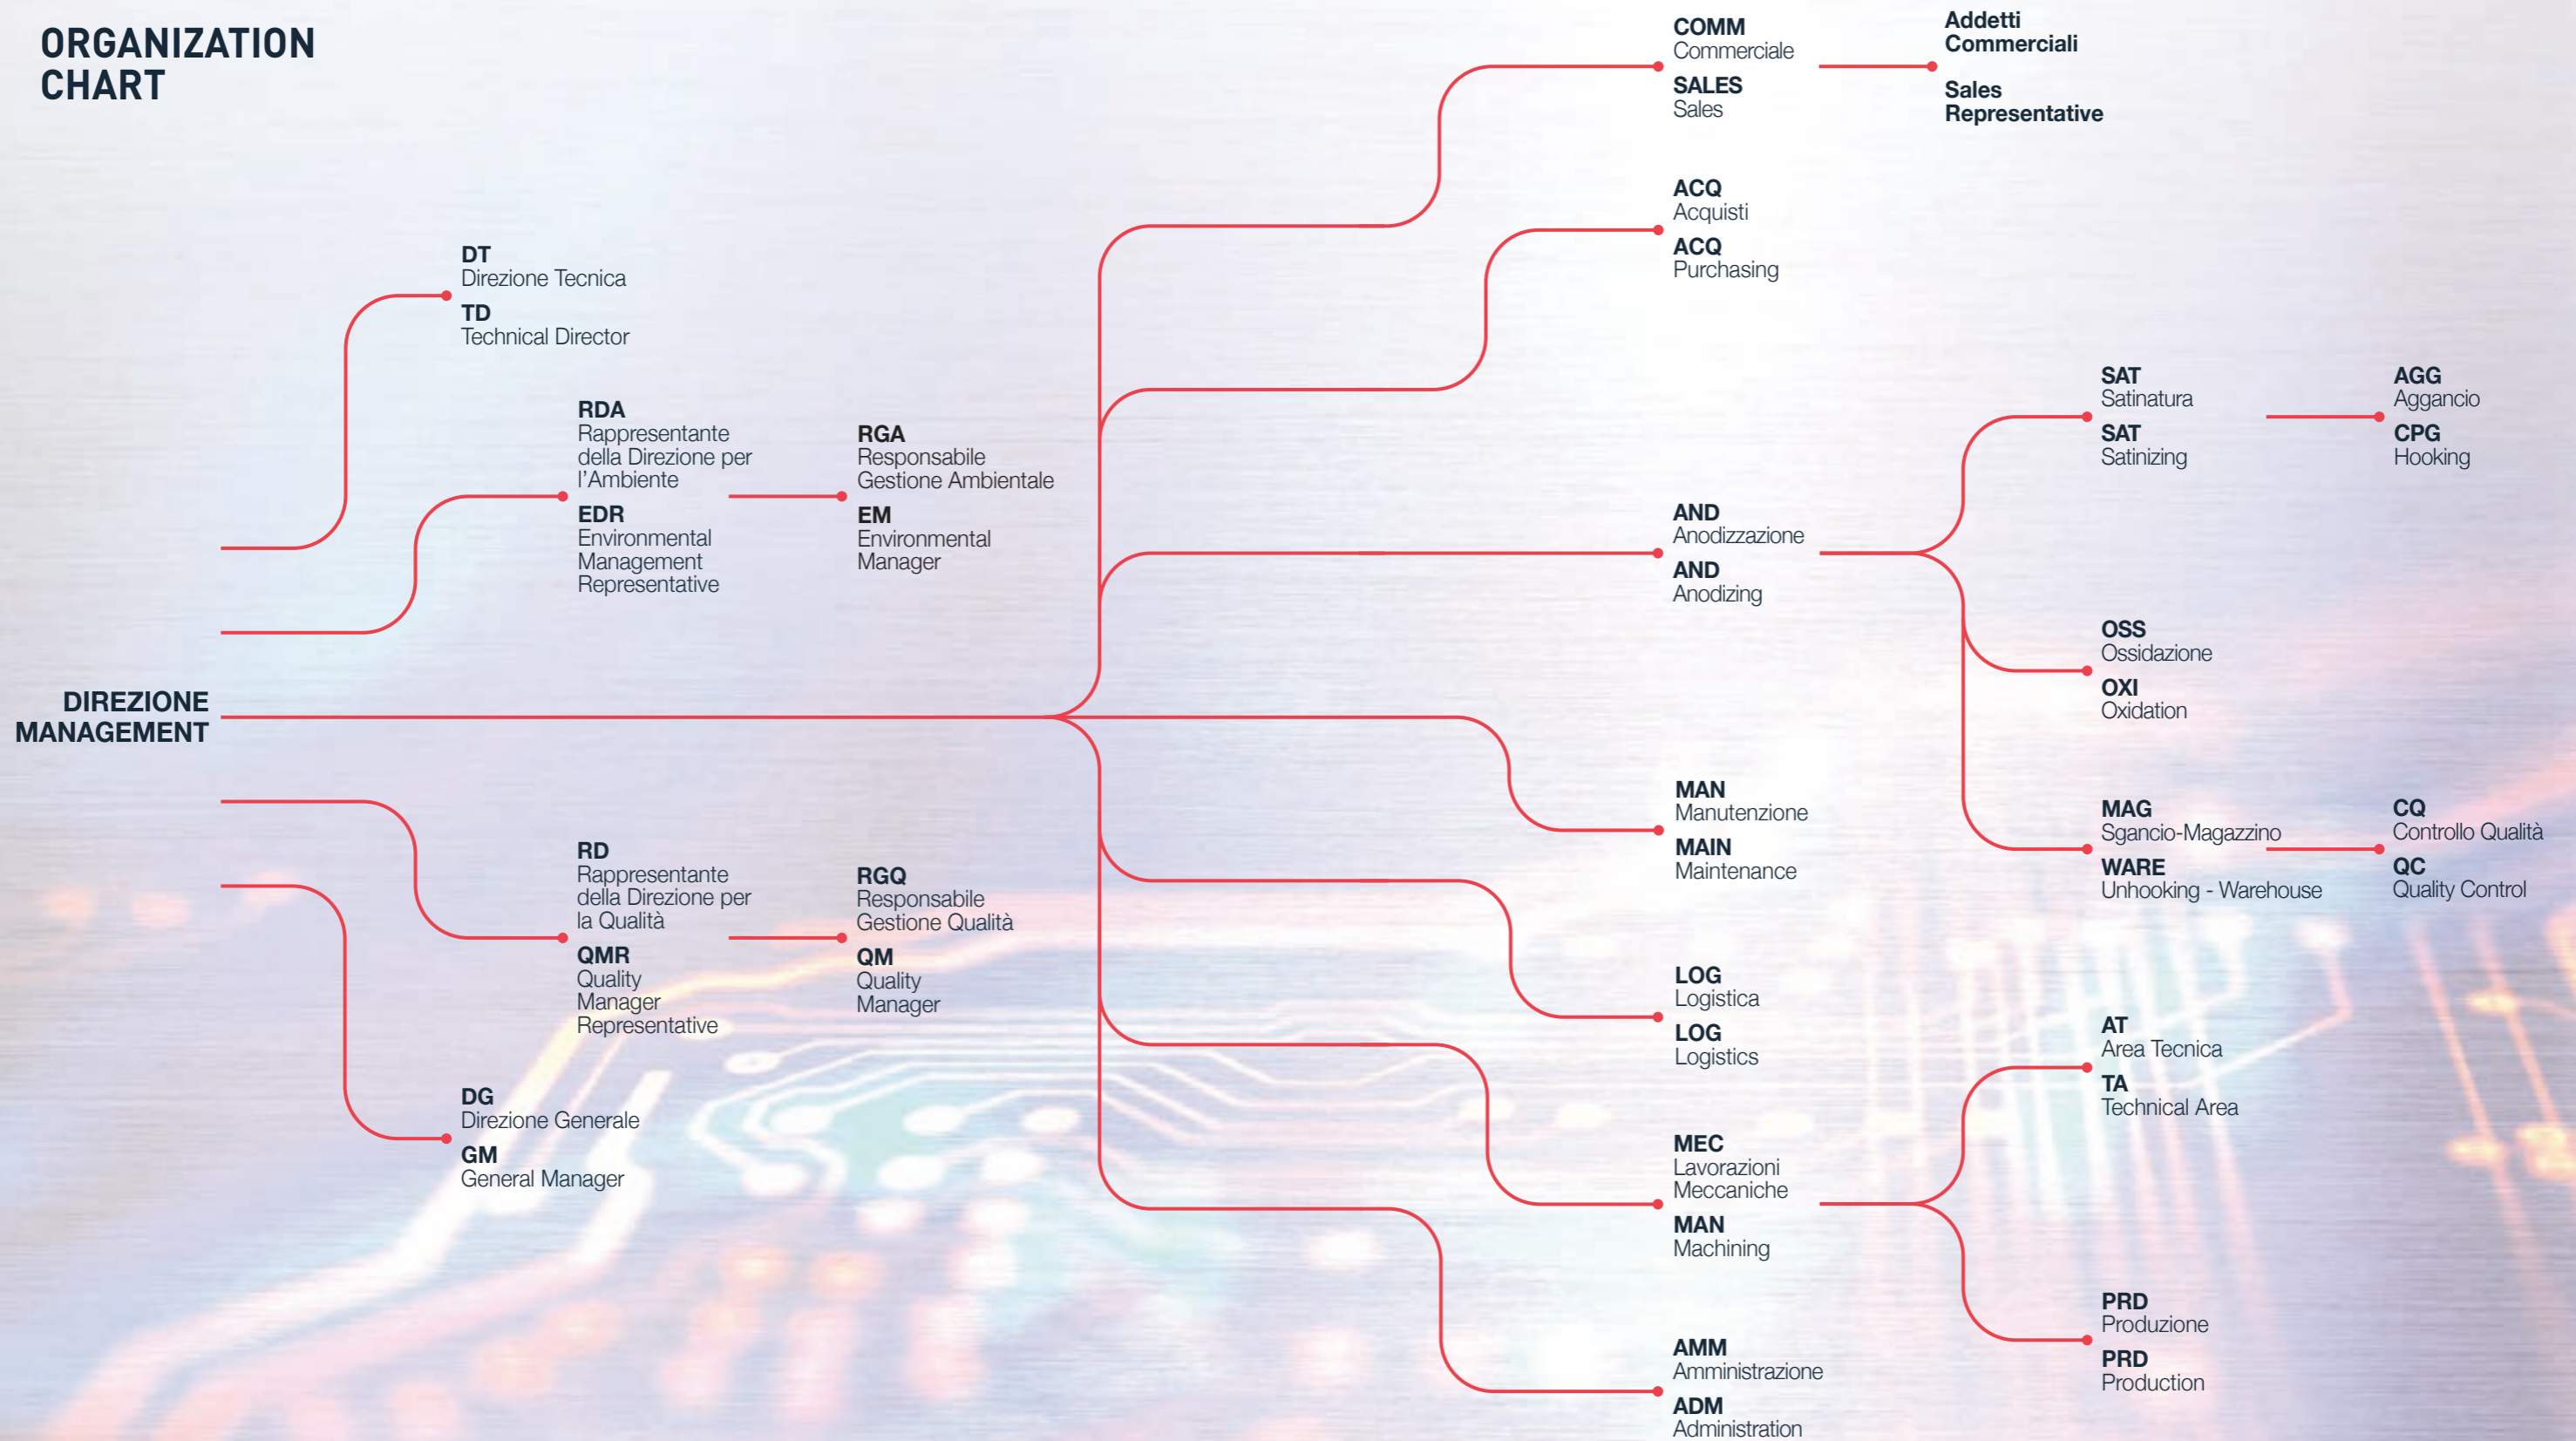 ORGANIZATION
CHART
DIREZIONE
MANAGEMENT
DT
Direzione Tecnica
TD
Technical Director
RDA
Rappresentante
della Direzione per
l’Ambiente
EDR
Environmental
Management
Representative
RGA
Responsabile
Gestione Ambientale
EM
Environmental
Manager
RD
Rappresentante
della Direzione per
la Qualità
QMR
Quality
Manager
Representative
RGQ
Responsabile
Gestione Qualità
QM
Quality
Manager
DG
Direzione Generale
GM
General Manager
COMM
Commerciale
SALES
Sales
Addetti
Commerciali
Sales
Representative
ACQ
Acquisti
ACQ
Purchasing
AND
Anodizzazione
AND
Anodizing
SAT
Satinatura
SAT
Satinizing
AGG
Aggancio
CPG
Hooking
OSS
Ossidazione
OXI
Oxidation
MAG
Sgancio-Magazzino
WARE
Unhooking - Warehouse
CQ
Controllo Qualità
QC
Quality Control
MAN
Manutenzione
MAIN
Maintenance
LOG
Logistica
LOG
Logistics
MEC
Lavorazioni
Meccaniche
MAN
Machining
AT
Area Tecnica
TA
Technical Area
PRD
Produzione
PRD
Production
AMM
Amministrazione
ADM
Administration